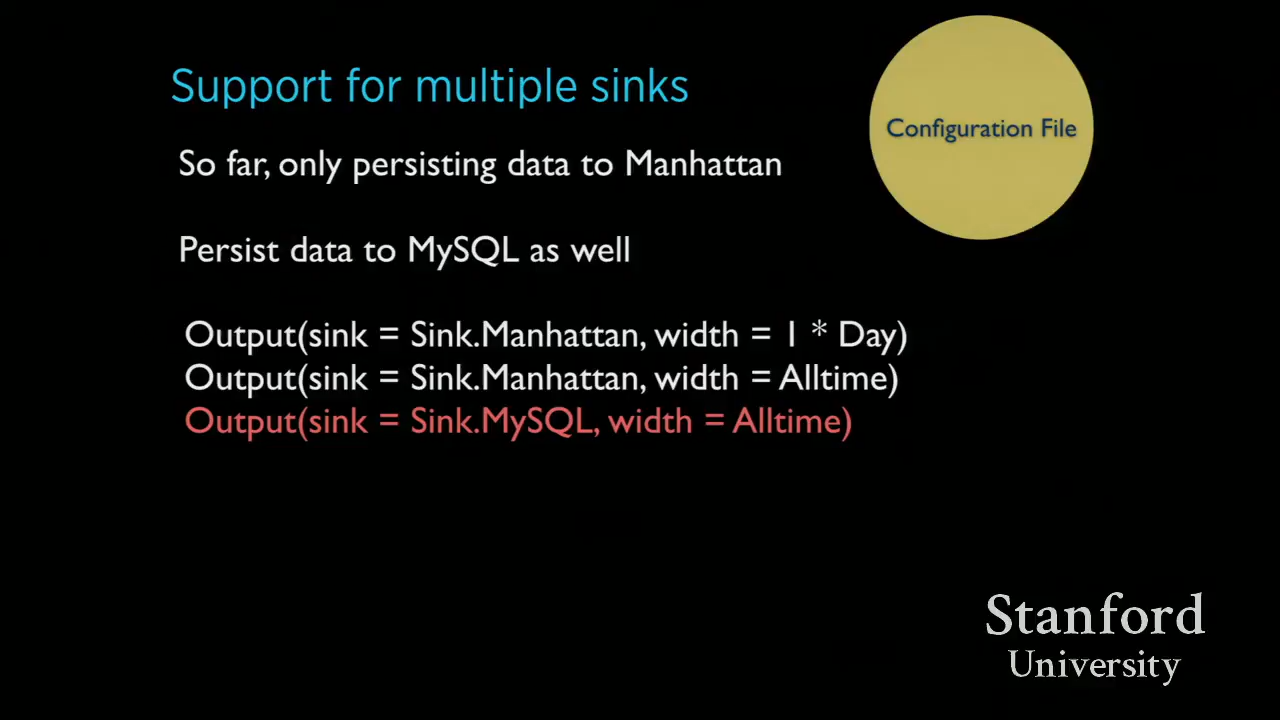 Support for multiple sinks
Configuration File
So far, only persisting data to Manhattan
Persist data to MySQL as well
Output(sink = Sink.Manhattan, width = 1 * Day)
Output(sink = Sink.Manhattan, width = Alltime)
Output(sink = Sink.MySQL, width = Alltime)
Stanford
University